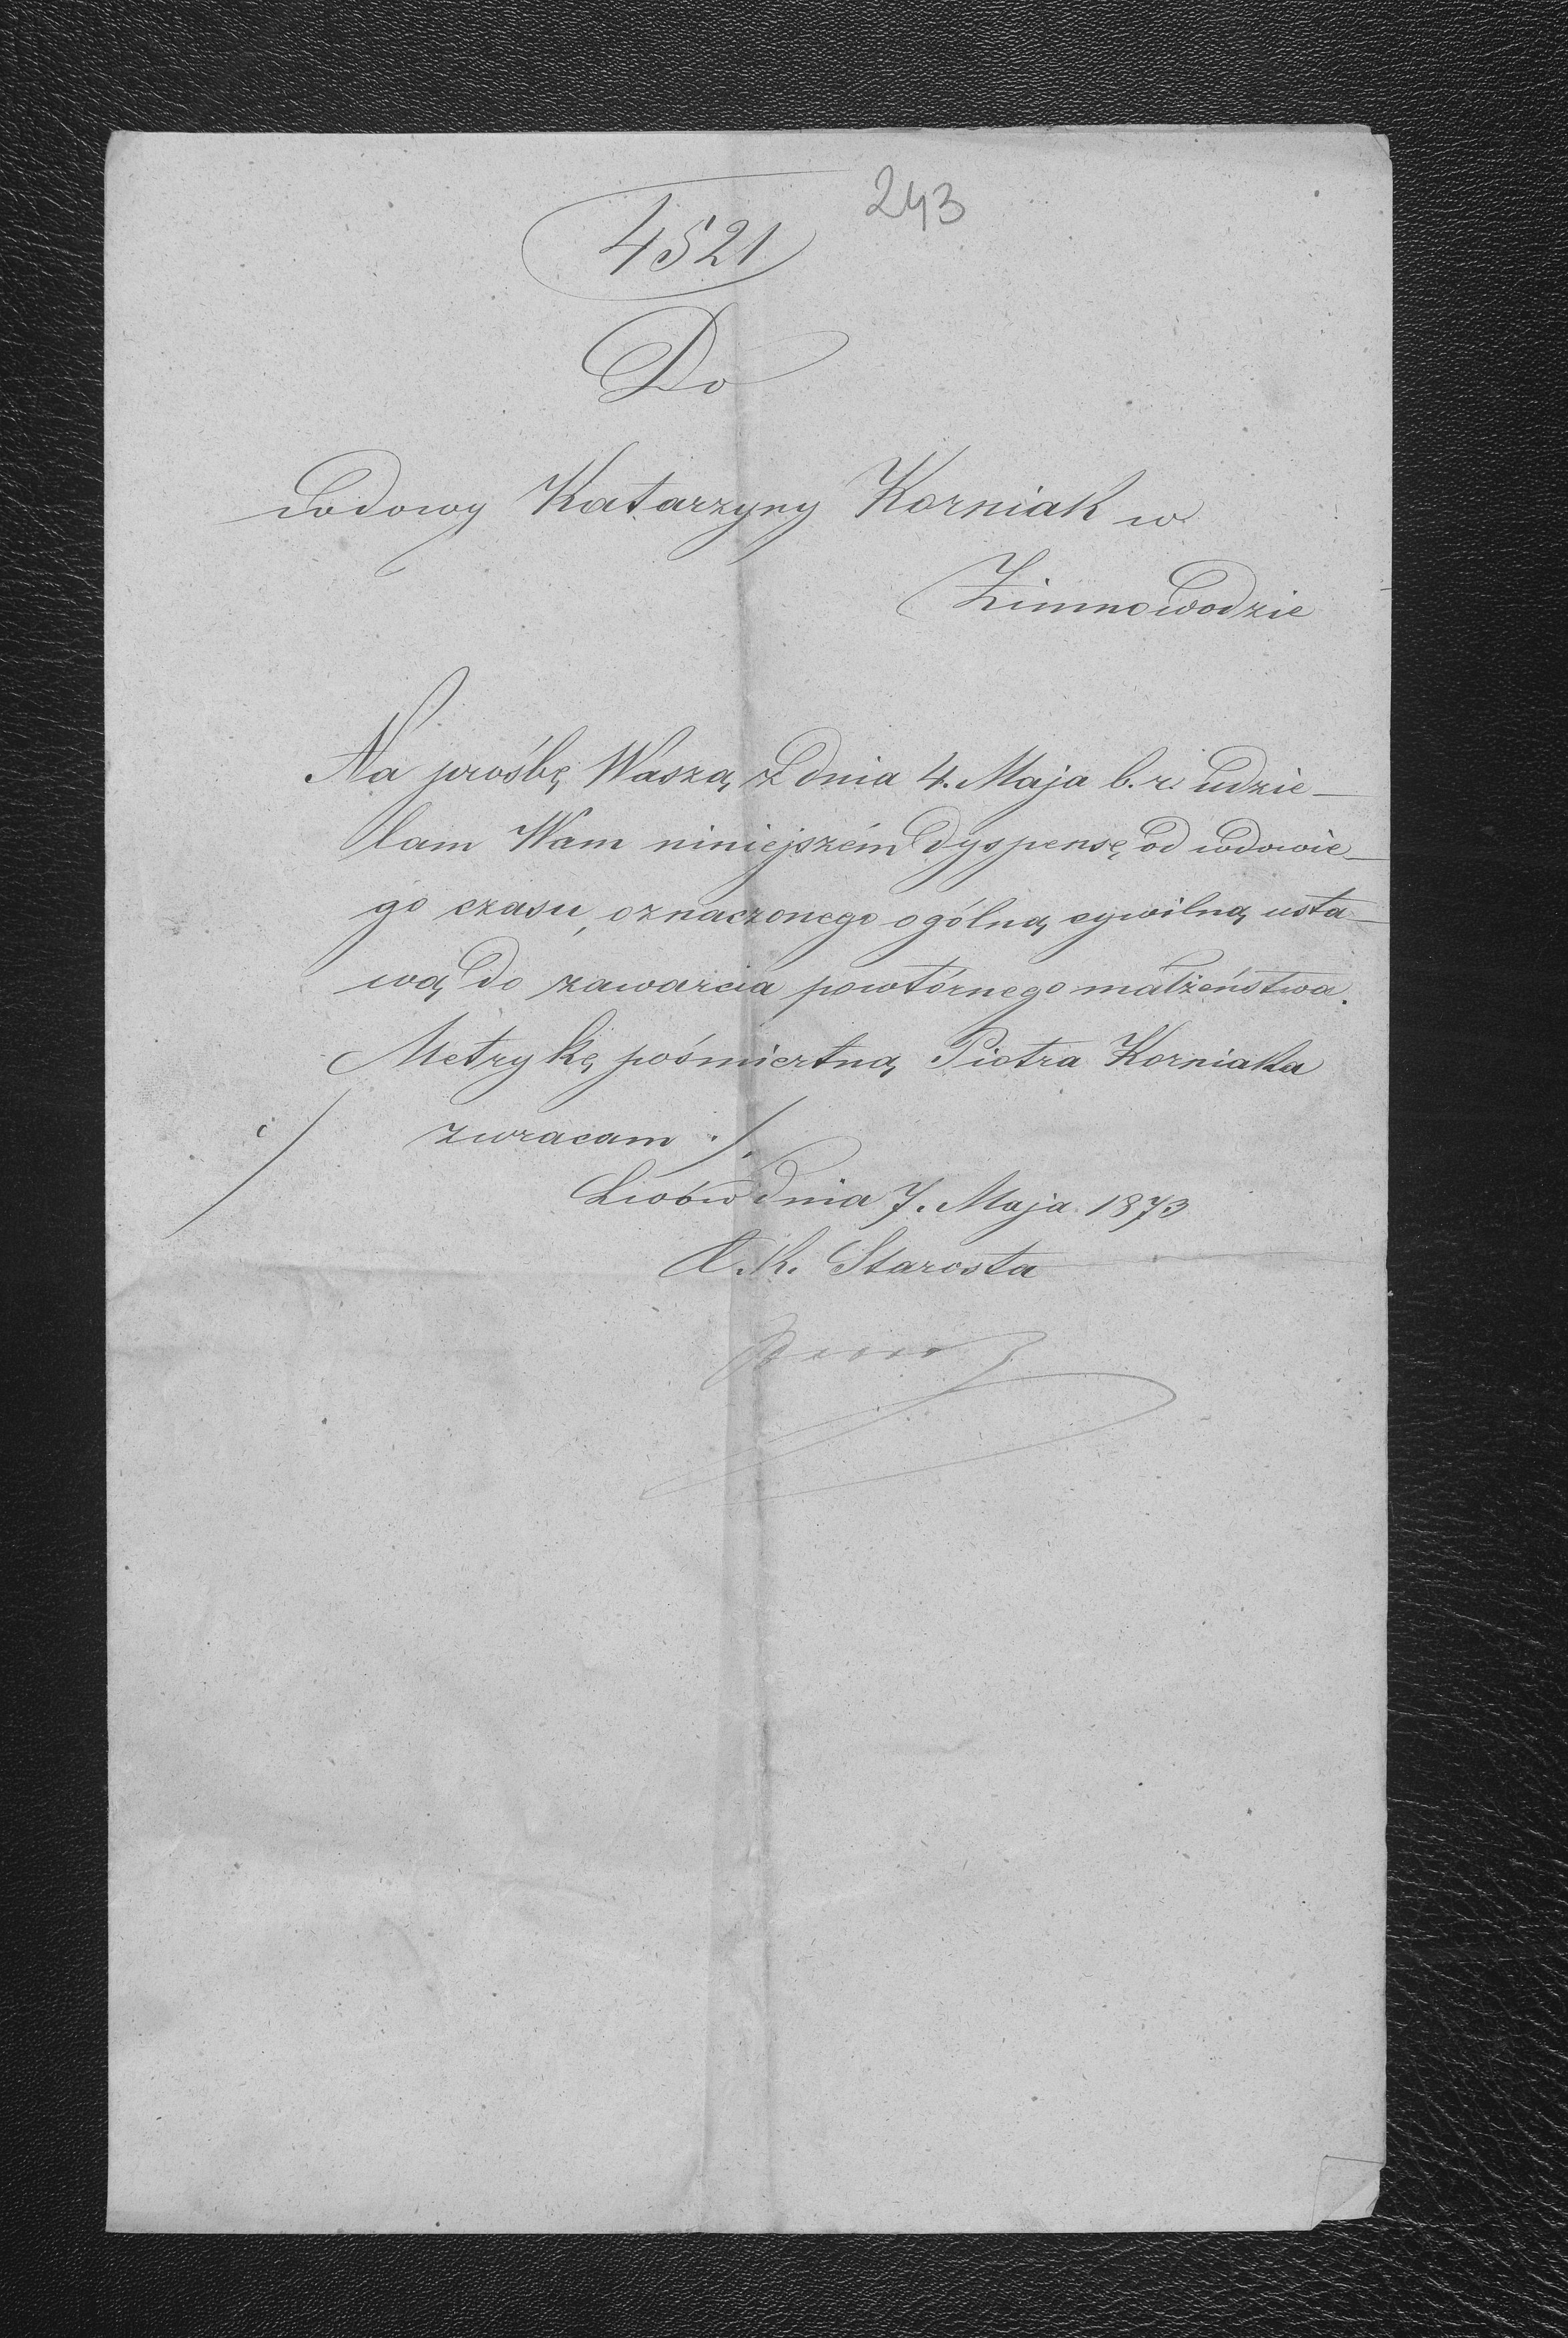 243
4521
Do
wdowy Katarzyny Korniak w
Zimnowodzie
Na prośbę Waszą z dnia 4. Maja b. r. udzie-
lam Wam niniejszém dyspensę od wdowie-
go czasu, oznaczonego ogólną cywilną usta-
wą do zawarcia powtórnego małżeństwa.
Metrykę pośmiertną Piotra Korniaka
·/. zwracam ·/.
Lwów dnia 7. Maja 1873
C. K. Starosta